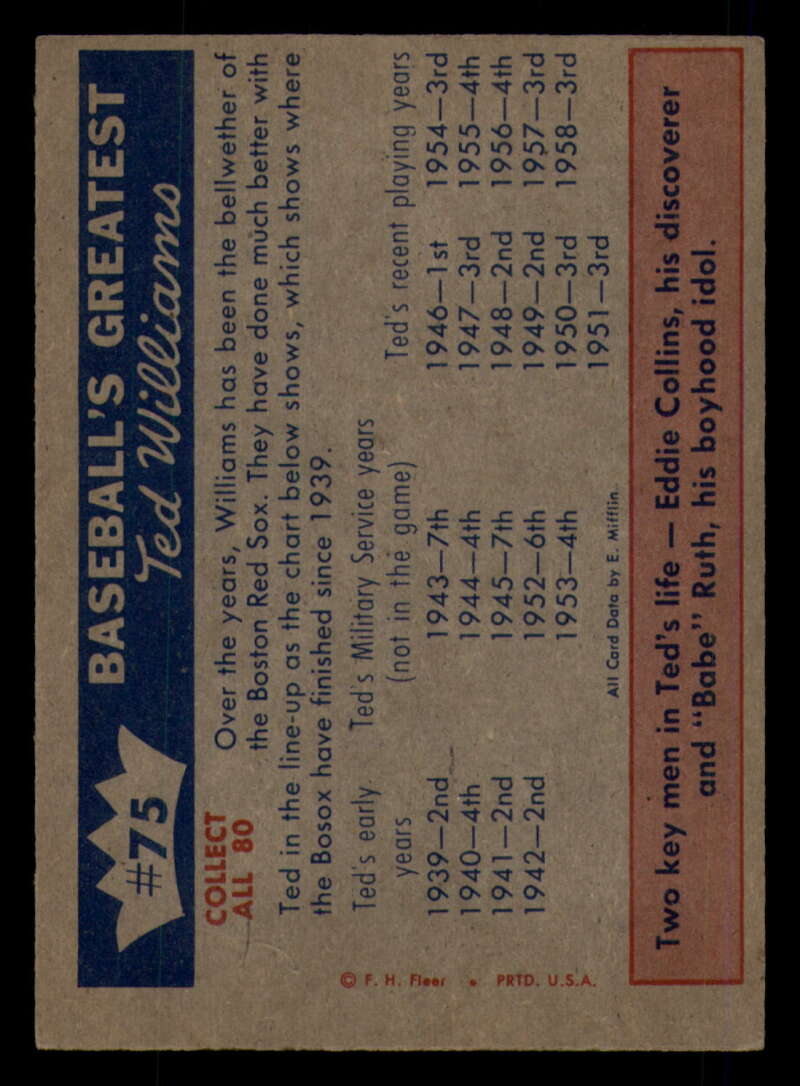 #75
BASEBALL'S GREATEST
Ted Williams
COLLECT
ALL 80
Over the years, Williams has been the bellwether of
the Boston Red Sox. They have done much better with
Ted in the line-up as the chart below shows, which shows where
the Bosox have finished since 1939.
Ted's early years
1939—2nd
1940—4th
1941—2nd
1942—2nd
Ted's Military Service years
(not in the game)
1943—7th
1944—4th
1945—7th
1952—6th
1953—4th
Ted's recent playing years
1946—1st 1954—3rd
1947—3rd 1955—4th
1948—2nd 1956—4th
1949—2nd 1957—3rd
1950—3rd 1958—3rd
1951—3rd
All Card Data by E. Mifflin
© F. H. Fleer • PRTD. U.S.A.
Two key men in Ted's life — Eddie Collins, his discoverer
and "Babe" Ruth, his boyhood idol.